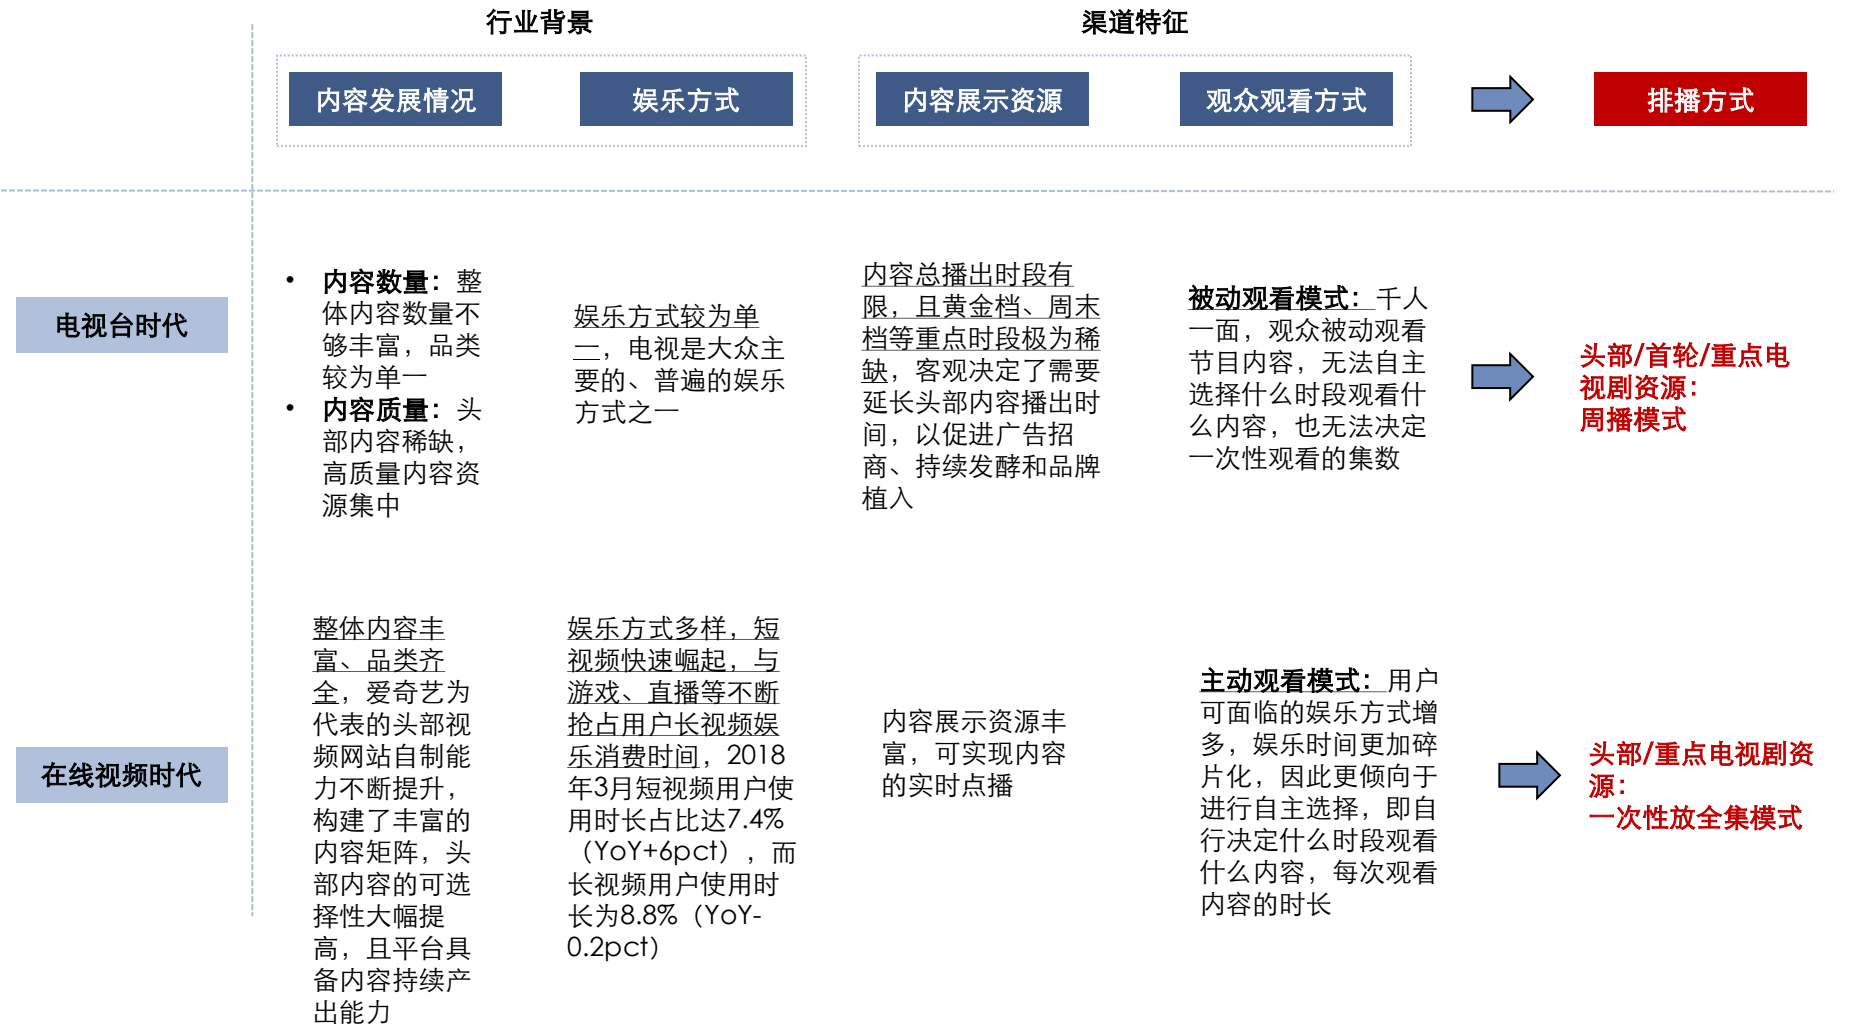 行业背景
渠道特征
内容发展情况
娱乐方式
内容展示资源
观众观看方式
排播方式
电视台时代
• 内容数量：整
体内容数量不
够丰富，品类
较为单一
• 内容质量：头
部内容稀缺，
高质量内容资
源集中
娱乐方式较为单
一，电视是大众主
要的、普遍的娱乐
方式之一
内容总播出时段有
限，且黄金档、周末
档等重点时段极为稀
缺，客观决定了需要
延长头部内容播出时
间，以促进广告招
商、持续发酵和品牌
植入
被动观看模式：千人
一面，观众被动观看
节目内容，无法自主
选择什么时段观看什
么内容，也无法决定
一次性观看的集数
头部/首轮/重点电
视剧资源：
周播模式
在线视频时代
整体内容丰
富、品类齐
全，爱奇艺为
代表的头部视
频网站自制能
力不断提升，
构建了丰富的
内容矩阵，头
部内容的可选
择性大幅提
高，且平台具
备内容持续产
出能力
娱乐方式多样，短
视频快速崛起，与
游戏、直播等不断
抢占用户长视频娱
乐消费时间，2018
年3月短视频用户使
用时长占比达7.4%
（YoY+6pct），而
长视频用户使用时
长为8.8%（YoY-
0.2pct）
内容展示资源丰
富，可实现内容
的实时点播
主动观看模式：用户
可面临的娱乐方式增
多，娱乐时间更加碎
片化，因此更倾向于
进行自主选择，即自
行决定什么时段观看
什么内容，每次观看
内容的时长
头部/重点电视剧资
源：
一次性放全集模式